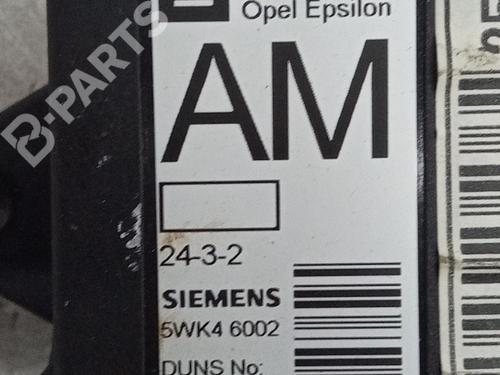 Opel Epsilon
AM
24-3-2
SIEMENS
5WK4 6002
DUNS No:
B-PARTS